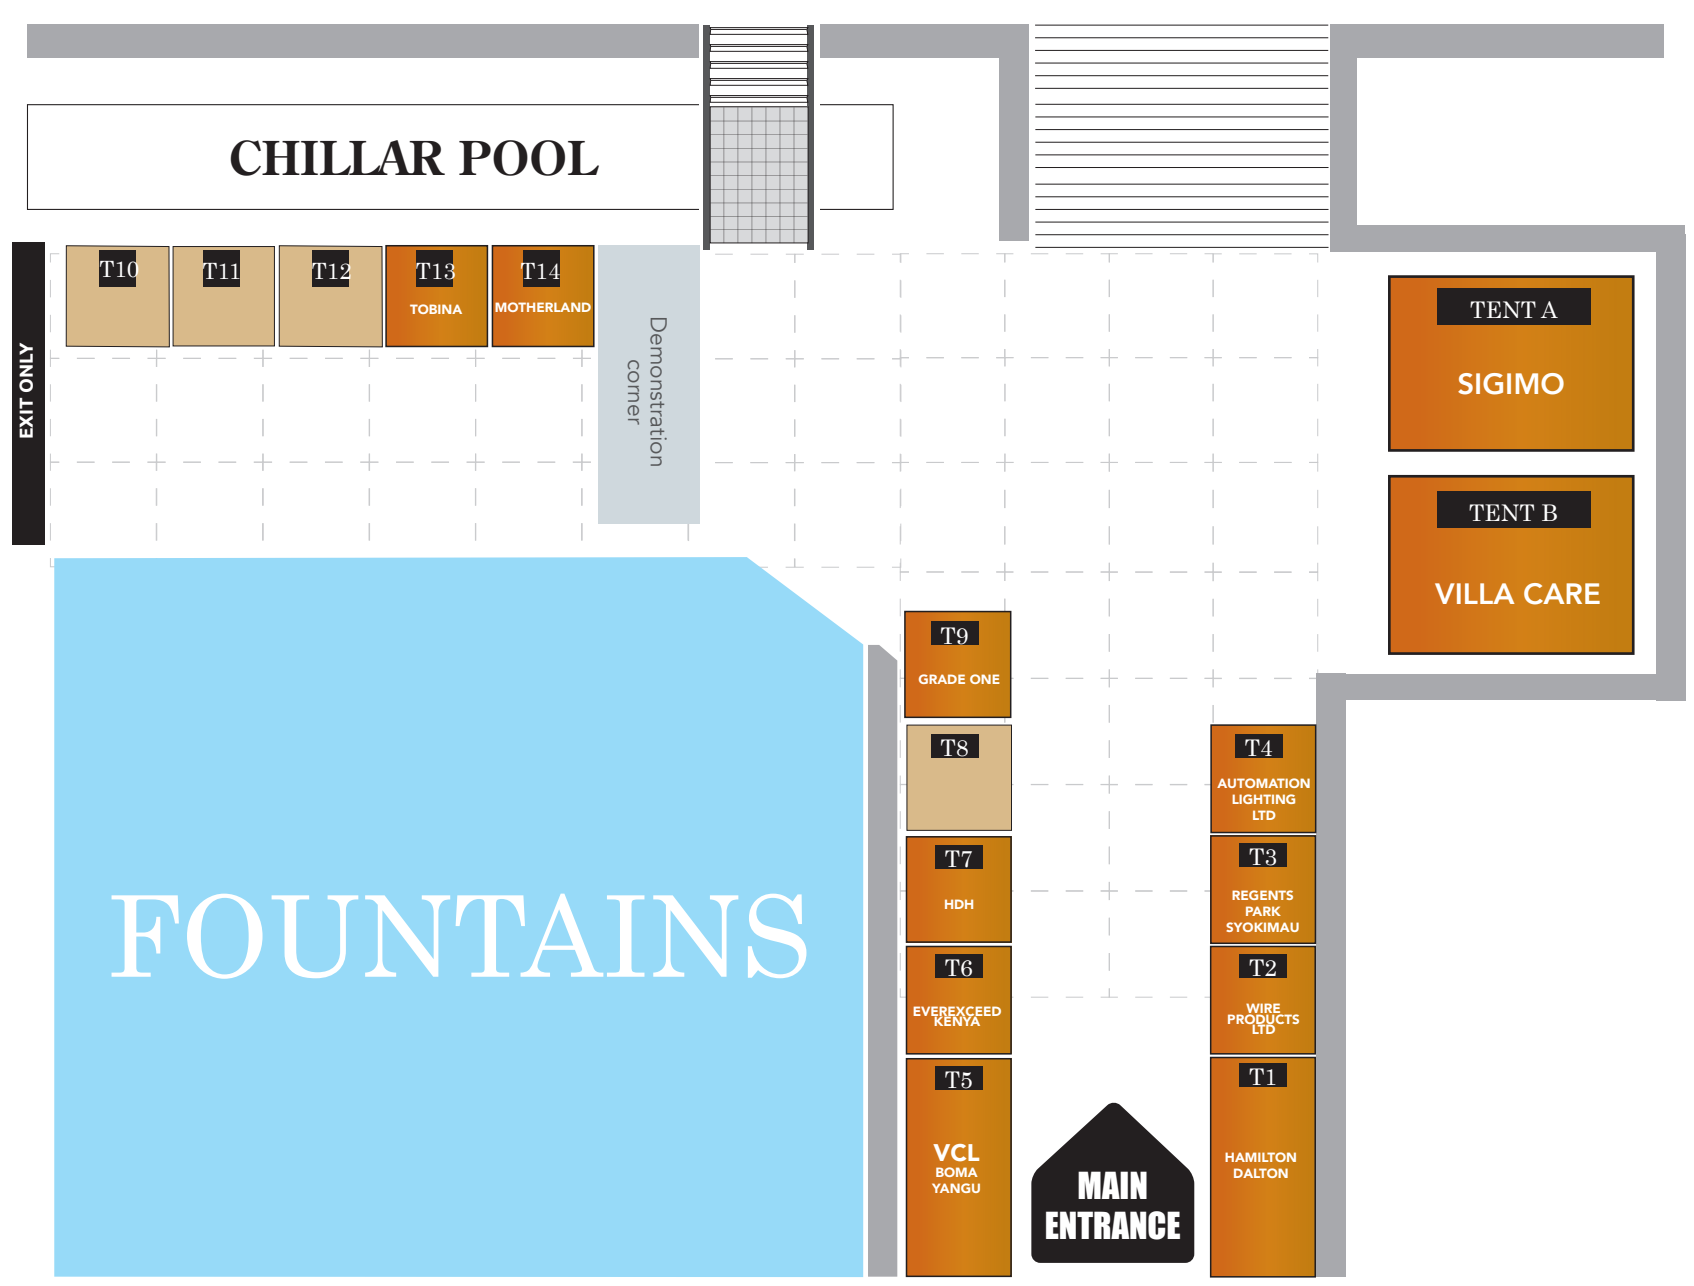 CHILLAR POOL
T10
T11
T12
T13
TOBINA
T14
MOTHERLAND
EXIT ONLY
Demonstration
corner
TENT A
SIGIMO
TENT B
VILLA CARE
T9
GRADE ONE
T8
T4
AUTOMATION
LIGHTING
LTD
T7
HDH
T3
REGENTS
PARK
SYOKIMAU
FOUNTAINS
T6
EVEREXCEED
KENYA
T2
WIRE
PRODUCTS
LTD
T5
VCL
BOMA
YANGU
T1
HAMILTON
DALTON
MAIN
ENTRANCE